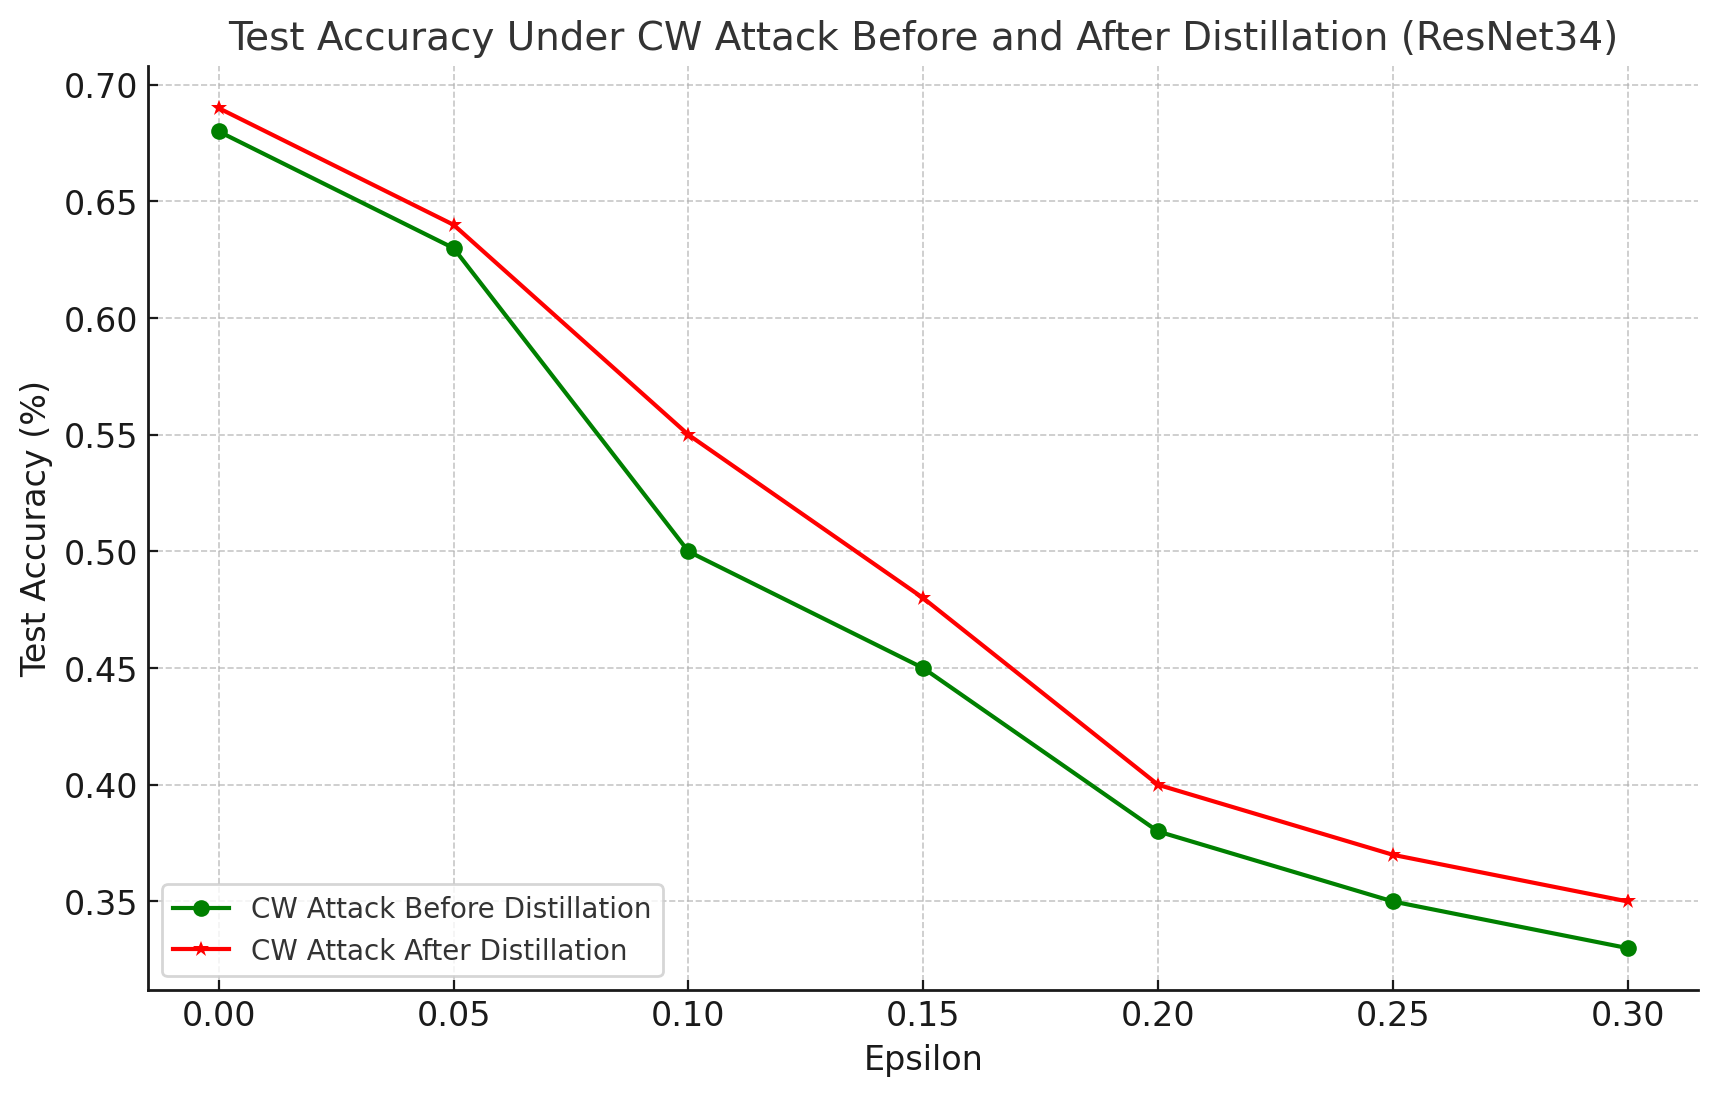 Test Accuracy Under CW Attack Before and After Distillation (ResNet34)
Test Accuracy (%)
0.70
0.65
0.60
0.55
0.50
0.45
0.40
0.35
CW Attack Before Distillation
CW Attack After Distillation
0.00 0.05 0.10 0.15 0.20 0.25 0.30
Epsilon